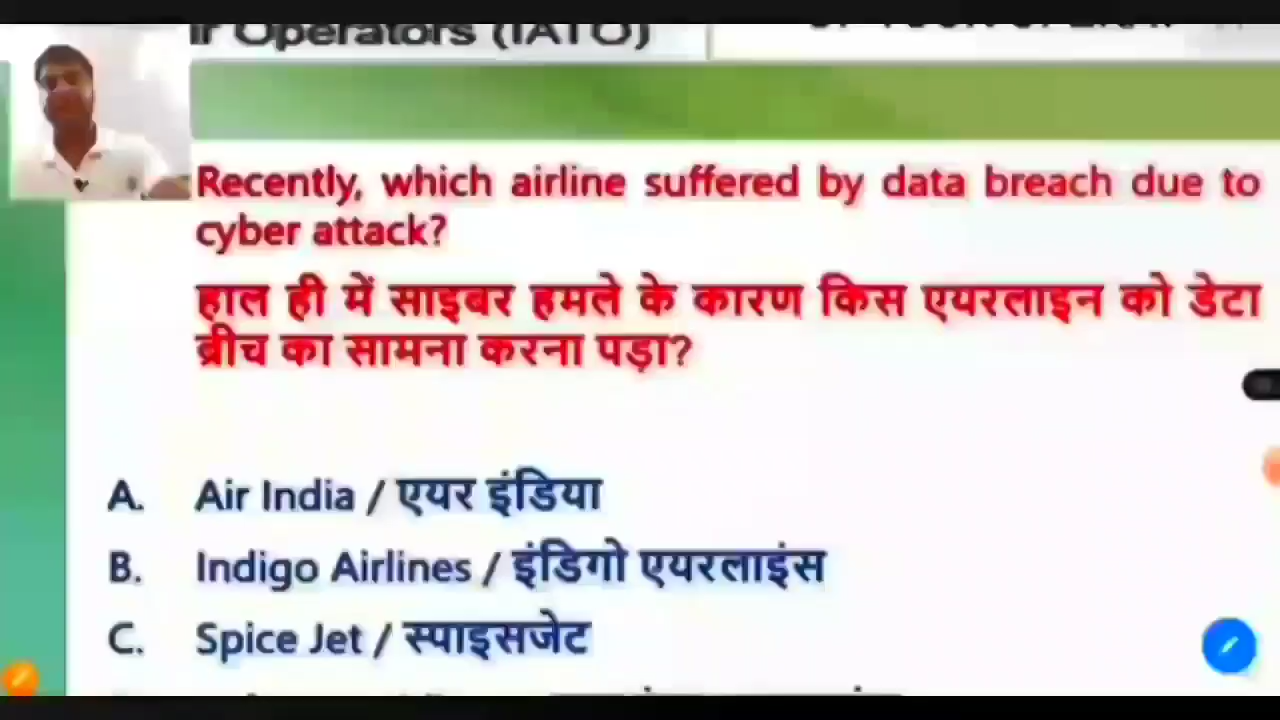 Ir Operators (IATO)
Recently, which airline suffered by data breach due to
cyber attack?
हाल ही में साइबर हमले के कारण किस एयरलाइन को डेटा
ब्रीच का सामना करना पड़ा?
A. Air India / एयर इंडिया
B. Indigo Airlines / इंडिगो एयरलाइंस
C. Spice Jet / स्पाइसजेट